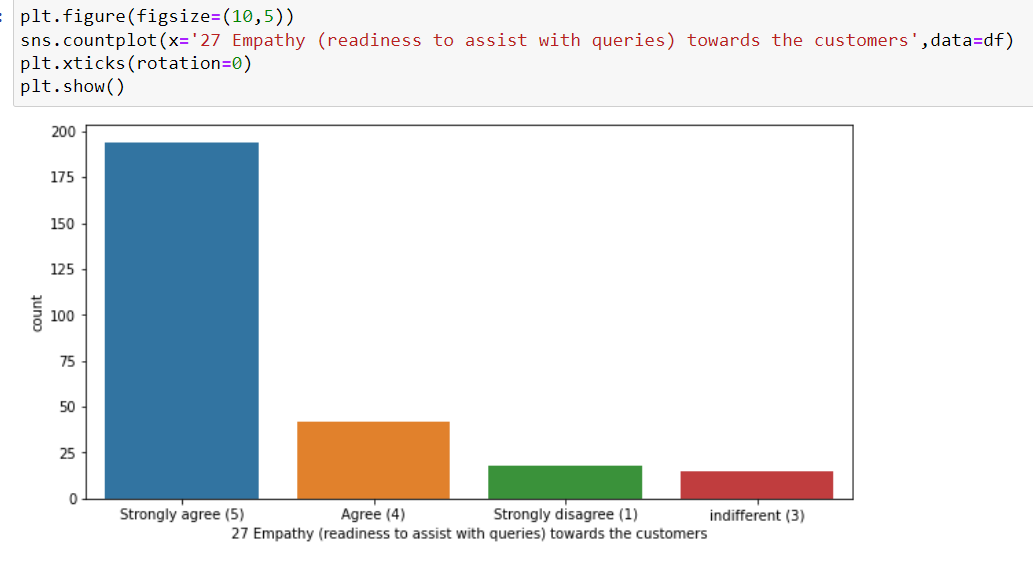 plt.figure(figsize=(10,5))
sns.countplot(x='27 Empathy (readiness to assist with queries) towards the customers',data=df)
plt.xticks(rotation=0)
plt.show()
200
175
150
125
100
75
50
25
0
count
Strongly agree (5) Agree (4) Strongly disagree (1) indifferent (3)
27 Empathy (readiness to assist with queries) towards the customers